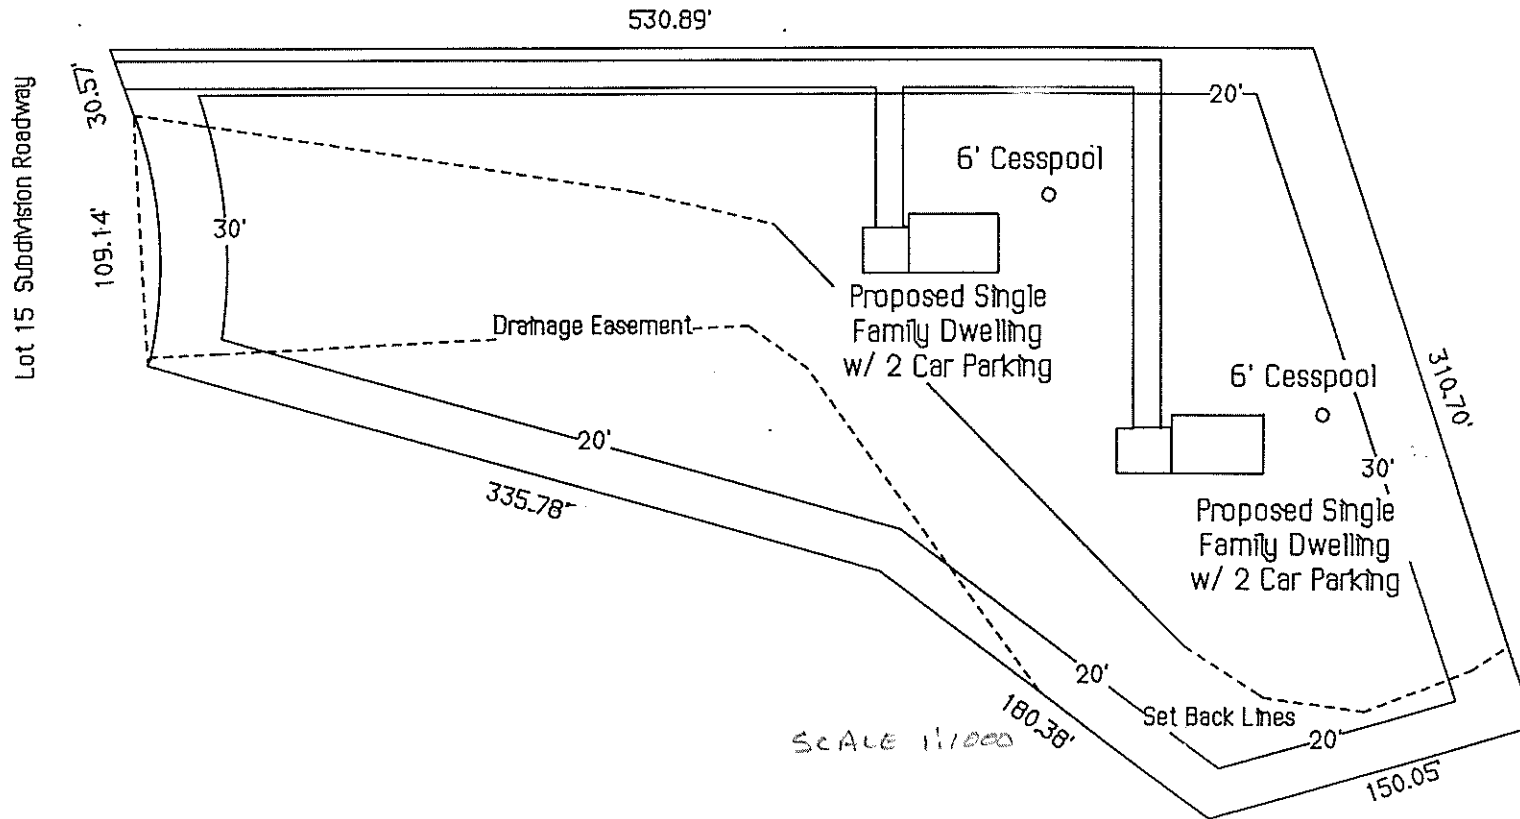 530.89'
30.57'
Lot 15 Subdivision Roadway
20'
6' Cesspool
109.14'
30'
Proposed Single
Family Dwelling
w/ 2 Car Parking
Drainage Easement
6' Cesspool
310.70'
20'
30'
335.78'
Proposed Single
Family Dwelling
w/ 2 Car Parking
20'
180.38'
Set Back Lines
SCALE 1:1000
20'
150.05'